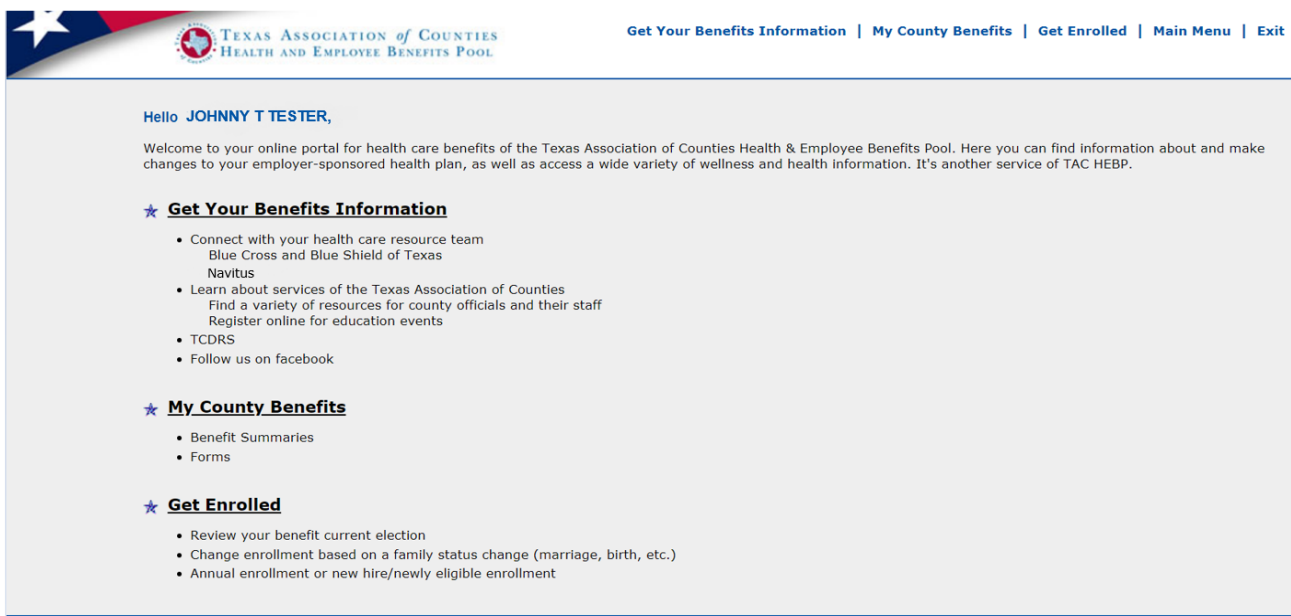 TEXAS ASSOCIATION of COUNTIES
HEALTH AND EMPLOYEE BENEFITS POOL
Get Your Benefits Information | My County Benefits | Get Enrolled | Main Menu | Exit
Hello JOHNNY T TESTER,
Welcome to your online portal for health care benefits of the Texas Association of Counties Health & Employee Benefits Pool. Here you can find information about and make
changes to your employer-sponsored health plan, as well as access a wide variety of wellness and health information. It's another service of TAC HEBP.
Get Your Benefits Information
• Connect with your health care resource team
Blue Cross and Blue Shield of Texas
Navitus
• Learn about services of the Texas Association of Counties
Find a variety of resources for county officials and their staff
Register online for education events
• TCDRS
• Follow us on facebook
My County Benefits
• Benefit Summaries
• Forms
Get Enrolled
• Review your benefit current election
• Change enrollment based on a family status change (marriage, birth, etc.)
• Annual enrollment or new hire/newly eligible enrollment